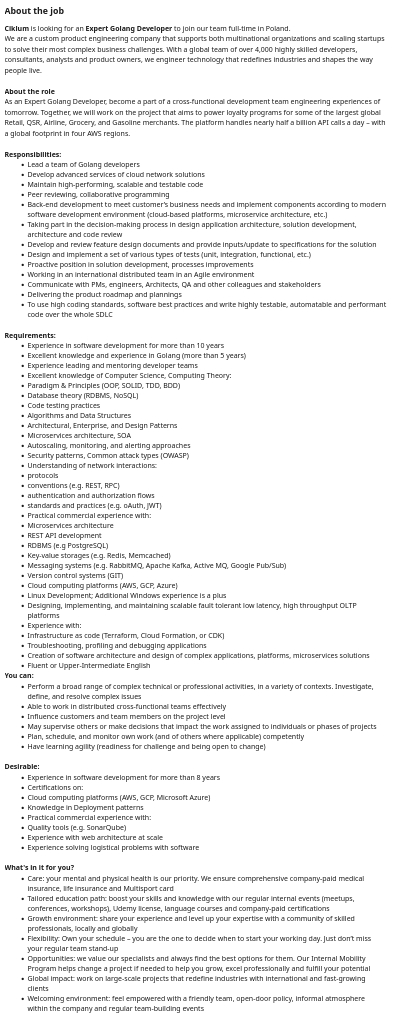 About the job
Ciklum is looking for an Expert Golang Developer to join our team full-time in Poland.
We are a custom product engineering company that supports both multinational organizations and scaling startups
to solve their most complex business challenges. With a global team of over 4,000 highly skilled developers,
consultants, analysts and product owners, we engineer technology that redefines industries and shapes the way
people live.
About the role
As an Expert Golang Developer, become a part of a cross-functional development team engineering experiences of
tomorrow. Together, we will work on the project that aims to power loyalty programs for some of the largest global
Retail, QSR, Airline, Grocery, and Gasoline merchants. The platform handles nearly half a billion API calls a day – with
a global footprint in four AWS regions.
Responsibilities:
• Lead a team of Golang developers
• Develop advanced services of cloud network solutions
• Maintain high-performing, scalable and testable code
• Peer reviewing, collaborative programming
• Back-end development to meet customer's business needs and implement components according to modern
software development environment (cloud-based platforms, microservice architecture, etc.)
• Taking part in the decision-making process in design application architecture, solution development,
architecture and code review
• Develop and review feature design documents and provide inputs/update to specifications for the solution
• Design and implement a set of various types of tests (unit, integration, functional, etc.)
• Proactive position in solution development, processes improvements
• Working in an international distributed team in an Agile environment
• Communicate with PMs, engineers, Architects, QA and other colleagues and stakeholders
• Delivering the product roadmap and plannings
• To use high coding standards, software best practices and write highly testable, automatable and performant
code over the whole SDLC
Requirements:
• Experience in software development for more than 10 years
• Excellent knowledge and experience in Golang (more than 5 years)
• Experience leading and mentoring developer teams
• Excellent knowledge of Computer Science, Computing Theory:
• Paradigm & Principles (OOP, SOLID, TDD, BDD)
• Database theory (RDBMS, NoSQL)
• Code testing practices
• Algorithms and Data Structures
• Architectural, Enterprise, and Design Patterns
• Microservices architecture, SOA
• Autoscaling, monitoring, and alerting approaches
• Security patterns, Common attack types (OWASP)
• Understanding of network interactions:
• protocols
• conventions (e.g. REST, RPC)
• authentication and authorization flows
• standards and practices (e.g. oAuth, JWT)
• Practical commercial experience with:
• Microservices architecture
• REST API development
• RDBMS (e.g PostgreSQL)
• Key-value storages (e.g. Redis, Memcached)
• Messaging systems (e.g. RabbitMQ, Apache Kafka, Active MQ, Google Pub/Sub)
• Version control systems (GIT)
• Cloud computing platforms (AWS, GCP, Azure)
• Linux Development; Additional Windows experience is a plus
• Designing, implementing, and maintaining scalable fault tolerant low latency, high throughput OLTP
platforms
• Experience with:
• Infrastructure as code (Terraform, Cloud Formation, or CDK)
• Troubleshooting, profiling and debugging applications
• Creation of software architecture and design of complex applications, platforms, microservices solutions
• Fluent or Upper-Intermediate English
You can:
• Perform a broad range of complex technical or professional activities, in a variety of contexts. Investigate,
define, and resolve complex issues
• Able to work in distributed cross-functional teams effectively
• Influence customers and team members on the project level
• May supervise others or make decisions that impact the work assigned to individuals or phases of projects
• Plan, schedule, and monitor own work (and of others where applicable) competently
• Have learning agility (readiness for challenge and being open to change)
Desirable:
• Experience in software development for more than 8 years
• Certifications on:
• Cloud computing platforms (AWS, GCP, Microsoft Azure)
• Knowledge in Deployment patterns
• Practical commercial experience with:
• Quality tools (e.g. SonarQube)
• Experience with web architecture at scale
• Experience solving logistical problems with software
What's in it for you?
• Care: your mental and physical health is our priority. We ensure comprehensive company-paid medical
insurance, life insurance and Multisport card
• Tailored education path: boost your skills and knowledge with our regular internal events (meetups,
conferences, workshops), Udemy license, language courses and company-paid certifications
• Growth environment: share your experience and level up your expertise with a community of skilled
professionals, locally and globally
• Flexibility: Own your schedule – you are the one to decide when to start your working day. Just don't miss
your regular team stand-up
• Opportunities: we value our specialists and always find the best options for them. Our Internal Mobility
Program helps change a project if needed to help you grow, excel professionally and fulfill your potential
• Global impact: work on large-scale projects that redefine industries with international and fast-growing
clients
• Welcoming environment: feel empowered with a friendly team, open-door policy, informal atmosphere
within the company and regular team-building events